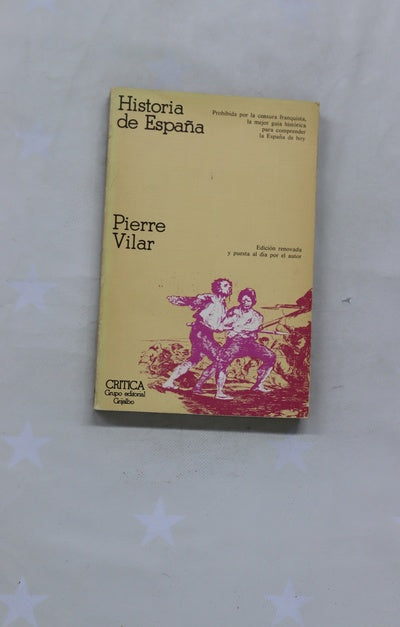 Historia
de España
Prohibida por la censura franquista,
la mejor guía histórica
para comprender
la España de hoy
Pierre
Vilar
Edición renovada
y puesta al día por el autor
CRITICA
Grupo editorial
Grijalbo